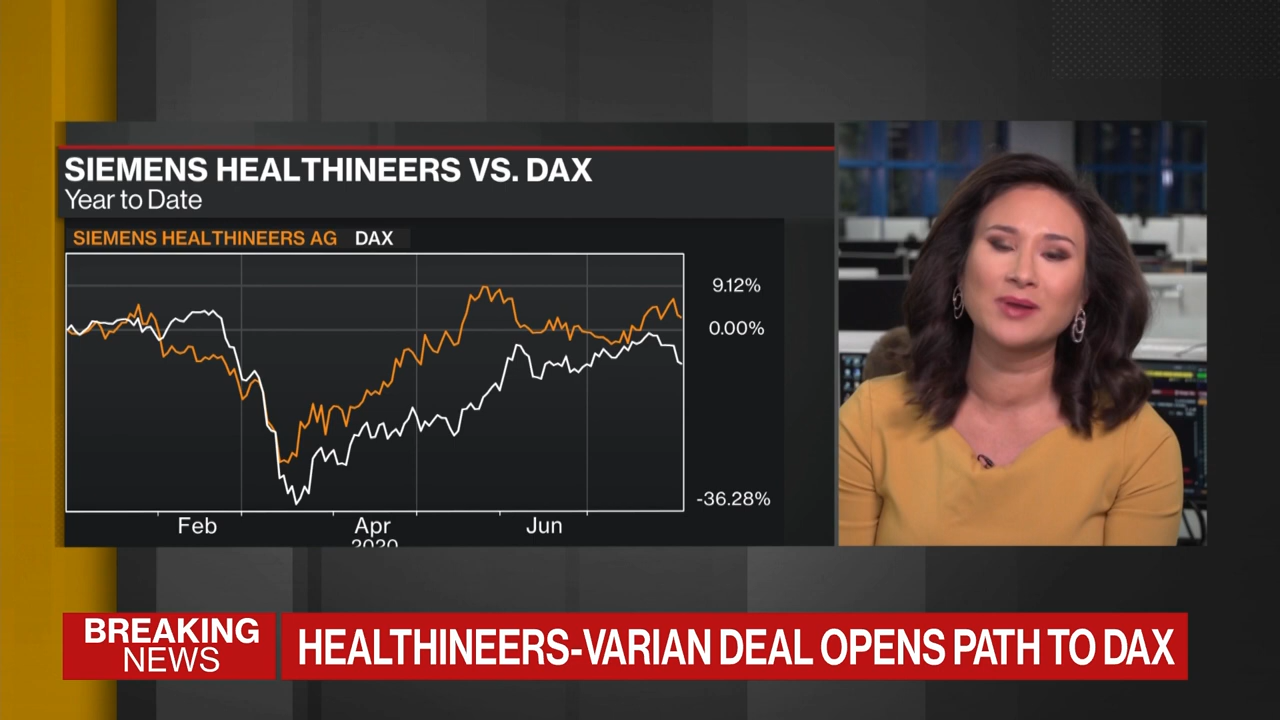 SIEMENS HEALTHINEERS VS. DAX
Year to Date
SIEMENS HEALTHINEERS AG DAX
9.12%
0.00%
-36.28%
Feb Apr Jun
2020
BREAKING
NEWS
HEALTHINEERS-VARIAN DEAL OPENS PATH TO DAX